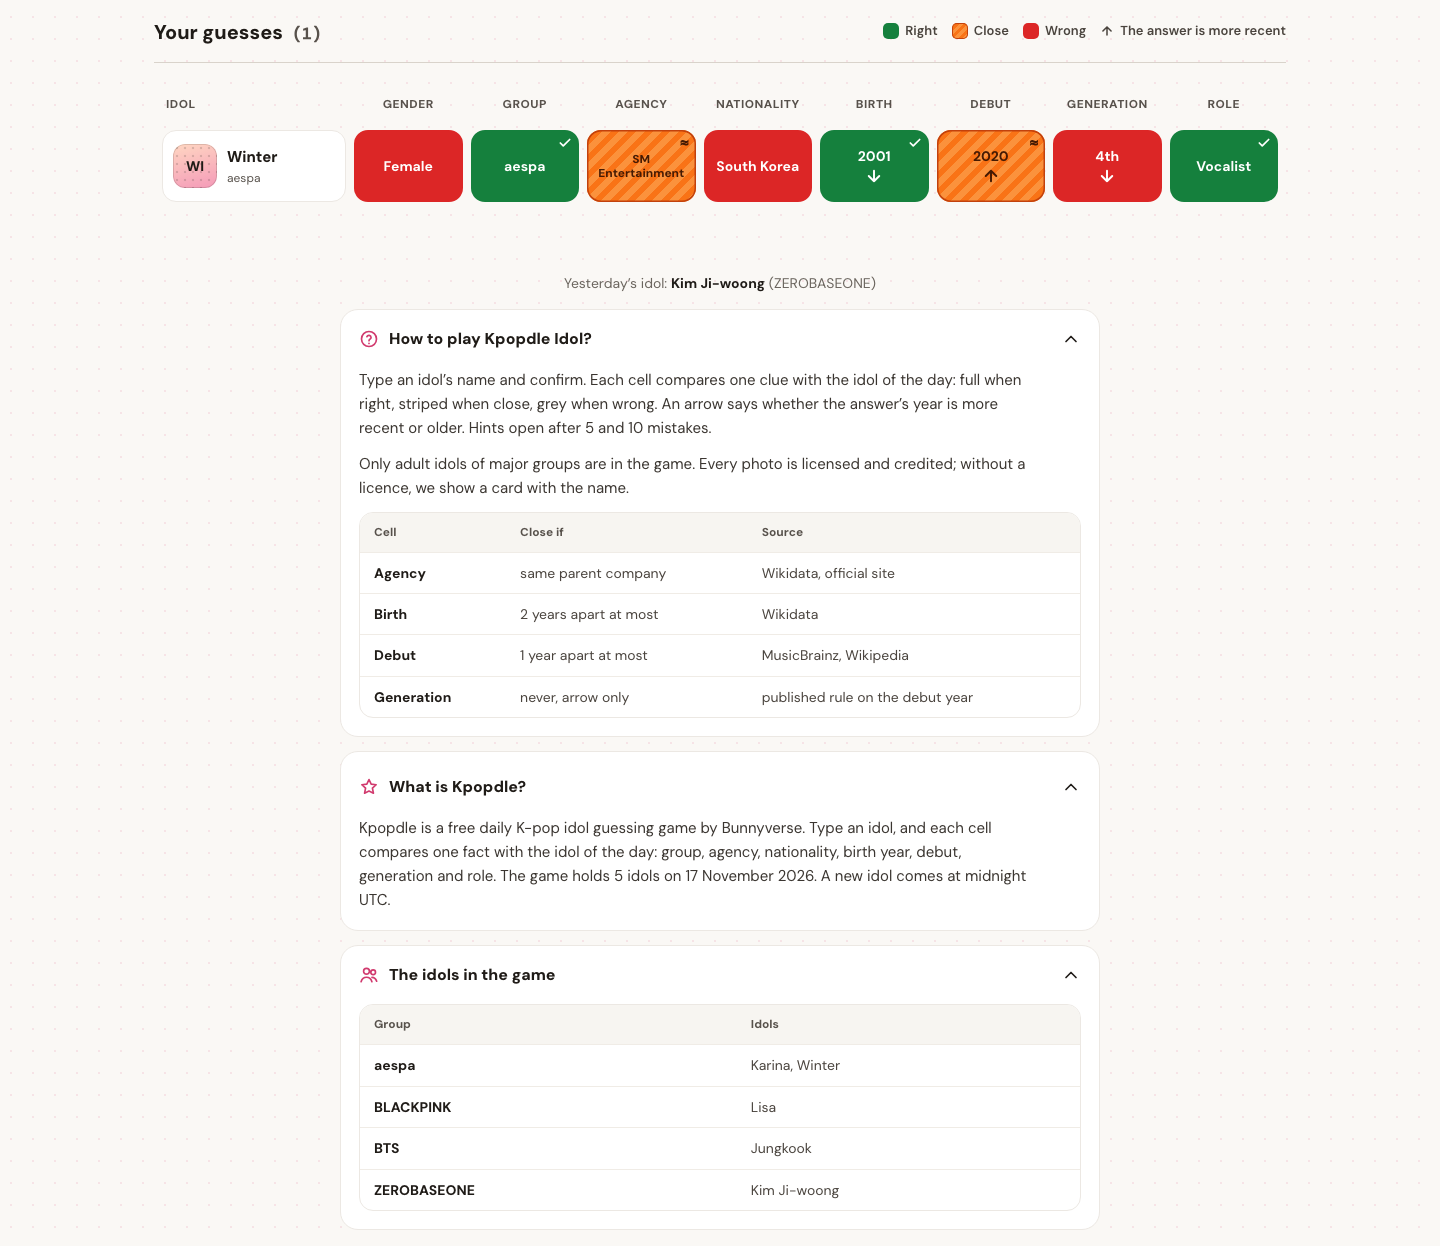 Your guesses (1)
Right Close Wrong ↑ The answer is more recent
IDOL GENDER GROUP AGENCY NATIONALITY BIRTH DEBUT GENERATION ROLE
WI Winter aespa
Female
aespa
SM
Entertainment
South Korea
2001
↓
2020
↑
4th
↓
Vocalist
Yesterday's idol: Kim Ji-woong (ZEROBASEONE)
How to play Kpopdle Idol?
Type an idol's name and confirm. Each cell compares one clue with the idol of the day: full when
right, striped when close, grey when wrong. An arrow says whether the answer's year is more
recent or older. Hints open after 5 and 10 mistakes.
Only adult idols of major groups are in the game. Every photo is licensed and credited; without a
licence, we show a card with the name.
Cell Close if Source
Agency same parent company Wikidata, official site
Birth 2 years apart at most Wikidata
Debut 1 year apart at most MusicBrainz, Wikipedia
Generation never, arrow only published rule on the debut year
What is Kpopdle?
Kpopdle is a free daily K-pop idol guessing game by Bunnyverse. Type an idol, and each cell
compares one fact with the idol of the day: group, agency, nationality, birth year, debut,
generation and role. The game holds 5 idols on 17 November 2026. A new idol comes at midnight
UTC.
The idols in the game
Group Idols
aespa Karina, Winter
BLACKPINK Lisa
BTS Jungkook
ZEROBASEONE Kim Ji-woong